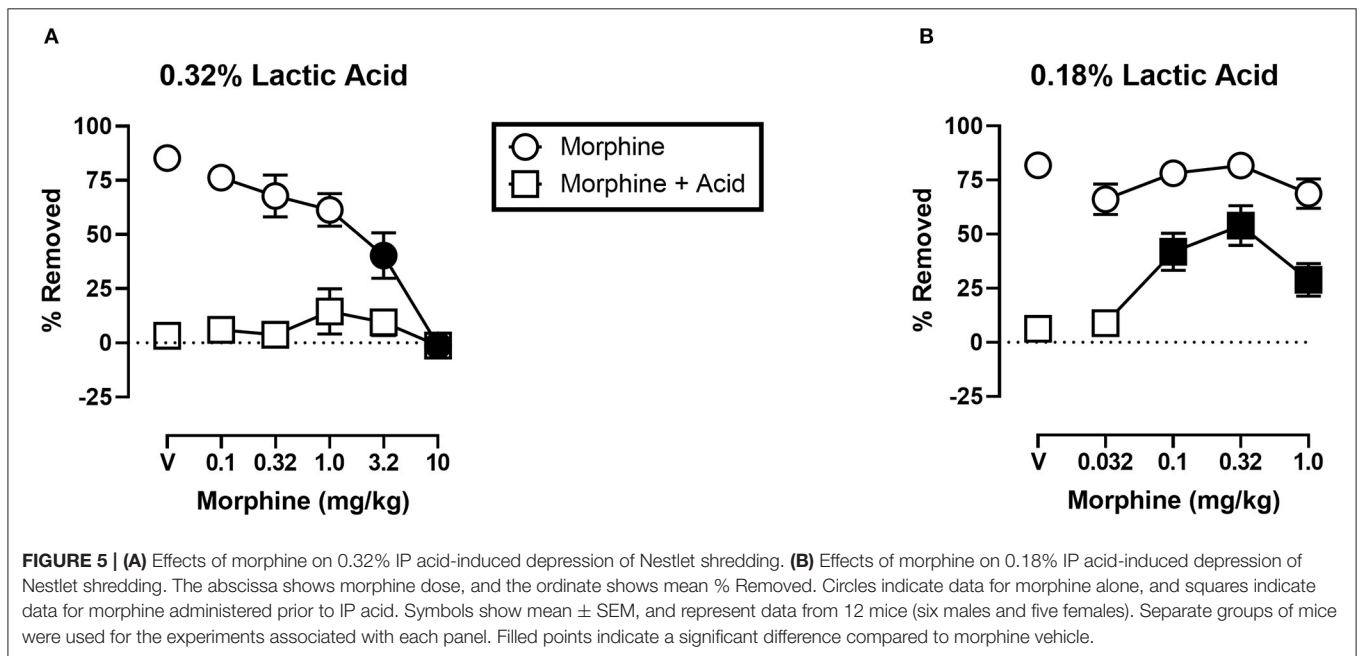 A
0.32% Lactic Acid
100
75
50
25
0
-25
% Removed
V 0.1 0.32 1.0 3.2 10
Morphine (mg/kg)
Morphine
Morphine + Acid
B
0.18% Lactic Acid
100
75
50
25
0
-25
% Removed
V 0.032 0.1 0.32 1.0
Morphine (mg/kg)
FIGURE 5 | (A) Effects of morphine on 0.32% IP acid-induced depression of Nestlet shredding. (B) Effects of morphine on 0.18% IP acid-induced depression of
Nestlet shredding. The abscissa shows morphine dose, and the ordinate shows mean % Removed. Circles indicate data for morphine alone, and squares indicate
data for morphine administered prior to IP acid. Symbols show mean ± SEM, and represent data from 12 mice (six males and five females). Separate groups of mice
were used for the experiments associated with each panel. Filled points indicate a significant difference compared to morphine vehicle.